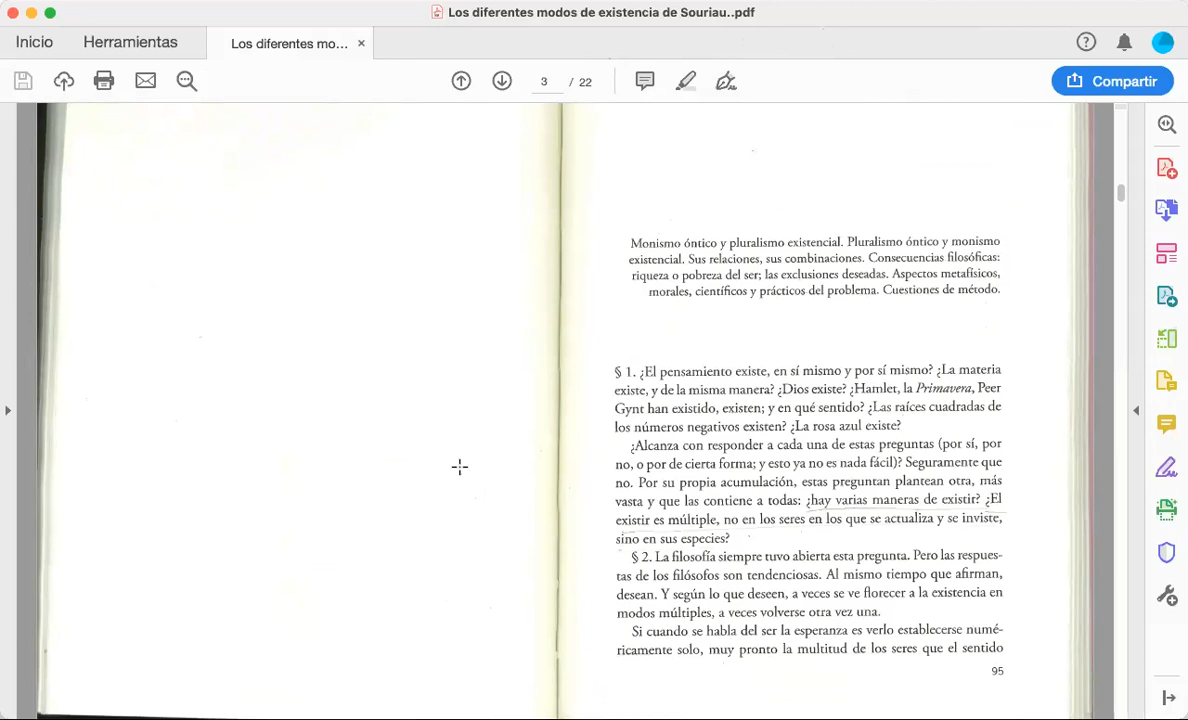 Los diferentes modos de existencia de Souriau..pdf
Inicio
Herramientas
Los diferentes mo...
3 / 22
Compartir
Monismo óntico y pluralismo existencial. Pluralismo óntico y monismo
existencial. Sus relaciones, sus combinaciones. Consecuencias filosóficas:
riqueza o pobreza del ser; las exclusiones deseadas. Aspectos metafísicos,
morales, científicos y prácticos del problema. Cuestiones de método.
§ 1. ¿El pensamiento existe, en sí mismo y por sí mismo? ¿La materia
existe, y de la misma manera? ¿Dios existe? ¿Hamlet, la Primavera, Peer
Gynt han existido, existen; y en qué sentido? ¿Las raíces cuadradas de
los números negativos existen? ¿La rosa azul existe?
¿Alcanza con responder a cada una de estas preguntas (por sí, por
no, o por de cierta forma; y esto ya no es nada fácil)? Seguramente que
no. Por su propia acumulación, estas preguntan plantean otra, más
vasta y que las contiene a todas: ¿hay varias maneras de existir? ¿El
existir es múltiple, no en los seres en los que se actualiza y se inviste,
sino en sus especies?
§ 2. La filosofía siempre tuvo abierta esta pregunta. Pero las respues-
tas de los filósofos son tendenciosas. Al mismo tiempo que afirman,
desean. Y según lo que deseen, a veces se ve florecer a la existencia en
modos múltiples, a veces volverse otra vez una.
Si cuando se habla del ser la esperanza es verlo establecerse numé-
ricamente solo, muy pronto la multitud de los seres que el sentido
95